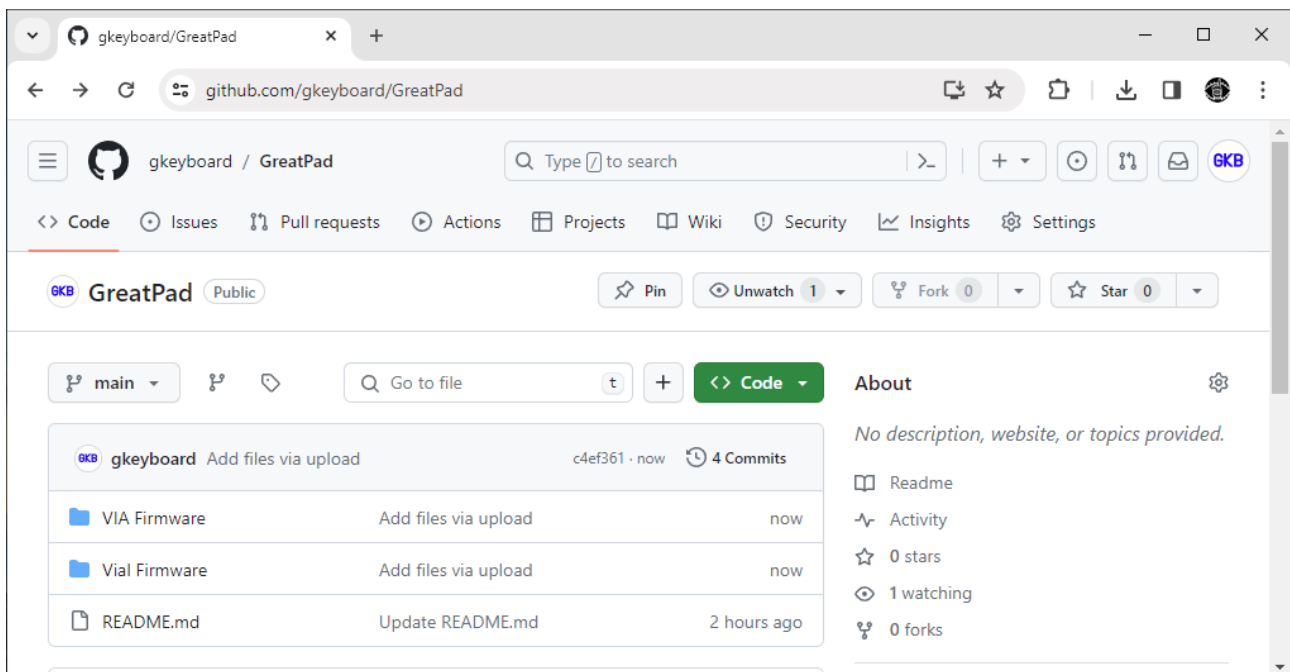 gkeyboard/GreatPad
github.com/gkeyboard/GreatPad
gkeyboard / GreatPad
Type / to search
GKB
Code Issues Pull requests Actions Projects Wiki Security Insights Settings
GKB GreatPad Public
Pin Unwatch 1 Fork 0 Star 0
main Go to file t + Code
About
No description, website, or topics provided.
GKB gkeyboard Add files via upload c4ef361 · now 4 Commits
VIA Firmware Add files via upload now
Vial Firmware Add files via upload now
README.md Update README.md 2 hours ago
Readme
Activity
0 stars
1 watching
0 forks